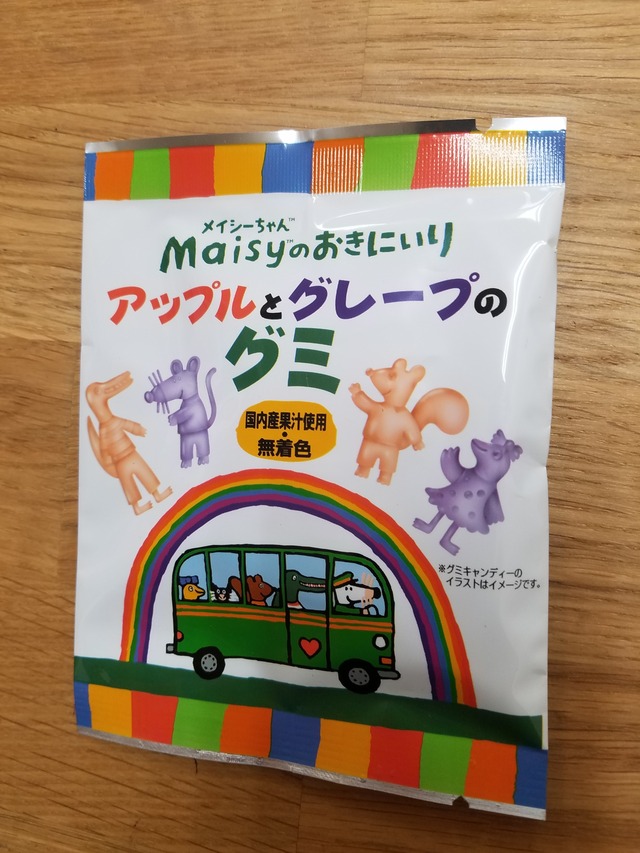 メイシーちゃん™
Maisy™のおきにいり
アップルとグレープの
グミ
国内産果汁使用
・
無着色
※グミキャンディーの
イラストはイメージです。